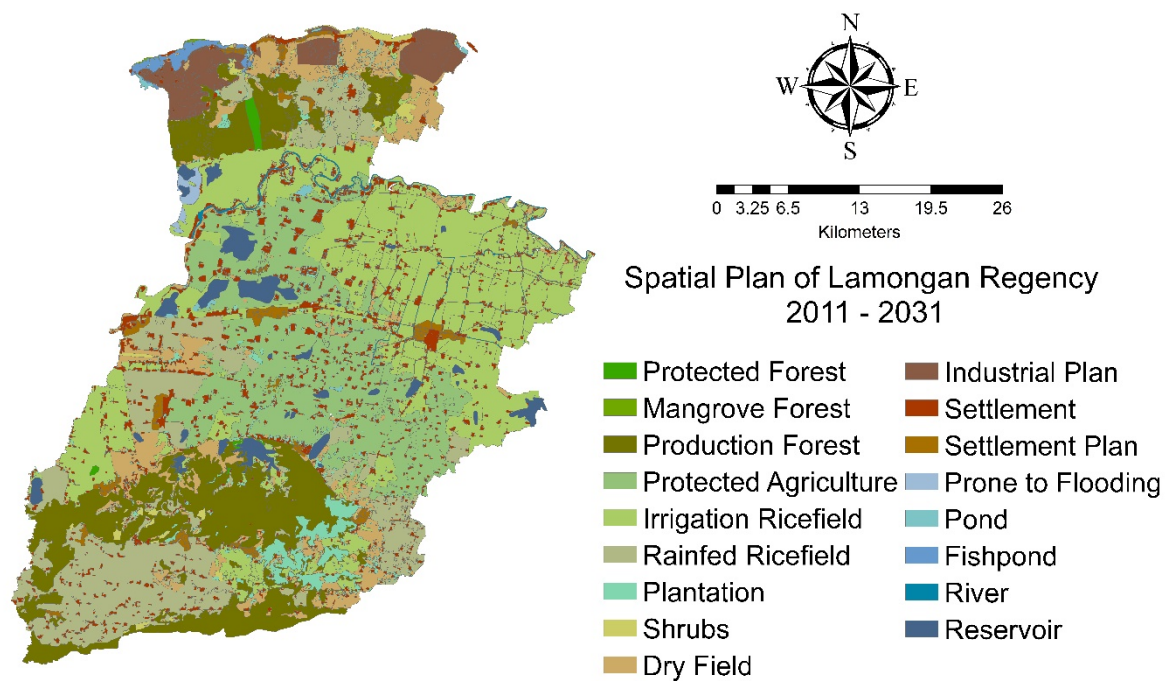 N
W E
S
0 3.25 6.5 13 19.5 26
Kilometers
Spatial Plan of Lamongan Regency
2011 - 2031
Protected Forest
Mangrove Forest
Production Forest
Protected Agriculture
Irrigation Ricefield
Rainfed Ricefield
Plantation
Shrubs
Dry Field
Industrial Plan
Settlement
Settlement Plan
Prone to Flooding
Pond
Fishpond
River
Reservoir